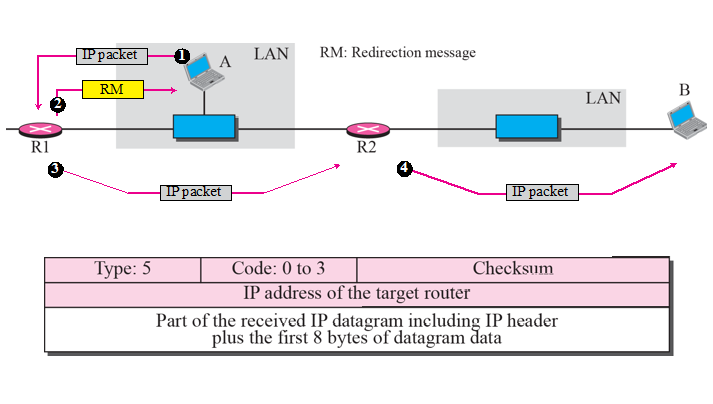 IP packet
1
A
LAN
RM: Redirection message
RM
2
LAN
B
R1
R2
3
IP packet
4
IP packet
Type: 5
Code: 0 to 3
Checksum
IP address of the target router
Part of the received IP datagram including IP header
plus the first 8 bytes of datagram data